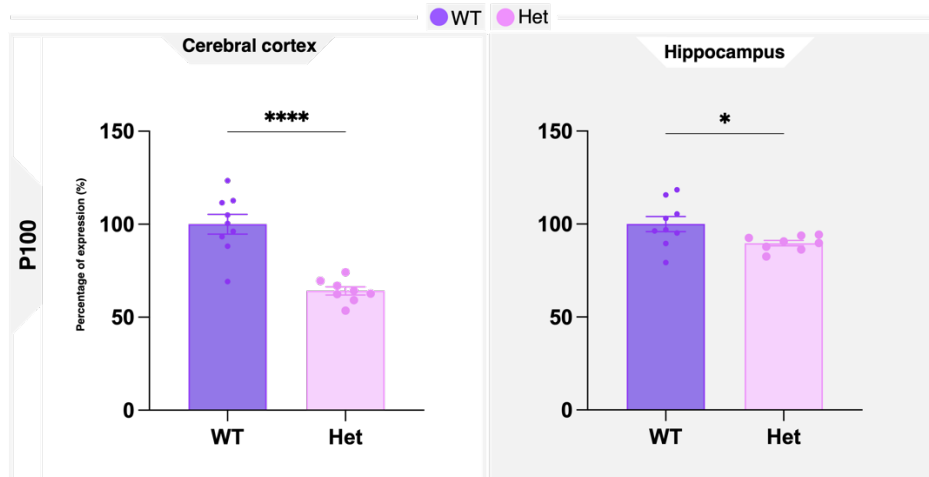 WT Het
Cerebral cortex
Hippocampus
P100
Percentage of expression (%)
150
100
50
0
****
WT Het
150
100
50
0
*
WT Het